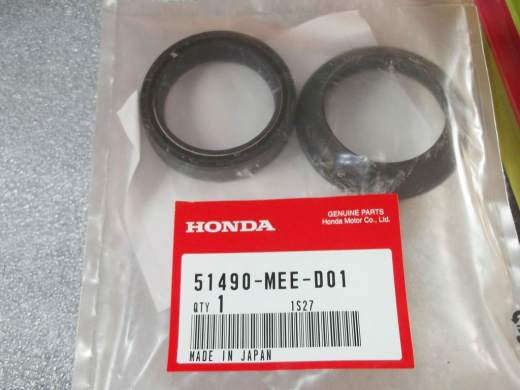 HONDA
GENUINE PARTS
Honda Motor Co., Ltd.
51490-MEE-D01
QTY 1 1S27
MADE IN JAPAN